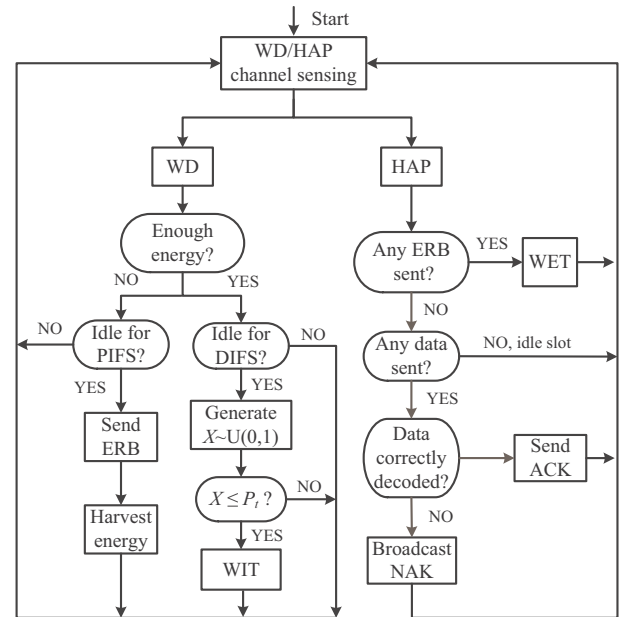 Start
WD/HAP
channel sensing
WD
HAP
Enough
energy?
NO
YES
Any ERB
sent?
YES
WET
NO
NO
Idle for
PIFS?
YES
Idle for
DIFS?
NO
YES
Any data
sent?
NO, idle slot
YES
Send
ERB
Generate
X~U(0,1)
Data
correctly
decoded?
Send
ACK
Harvest
energy
X ≤ Pt ?
NO
YES
NO
WIT
Broadcast
NAK